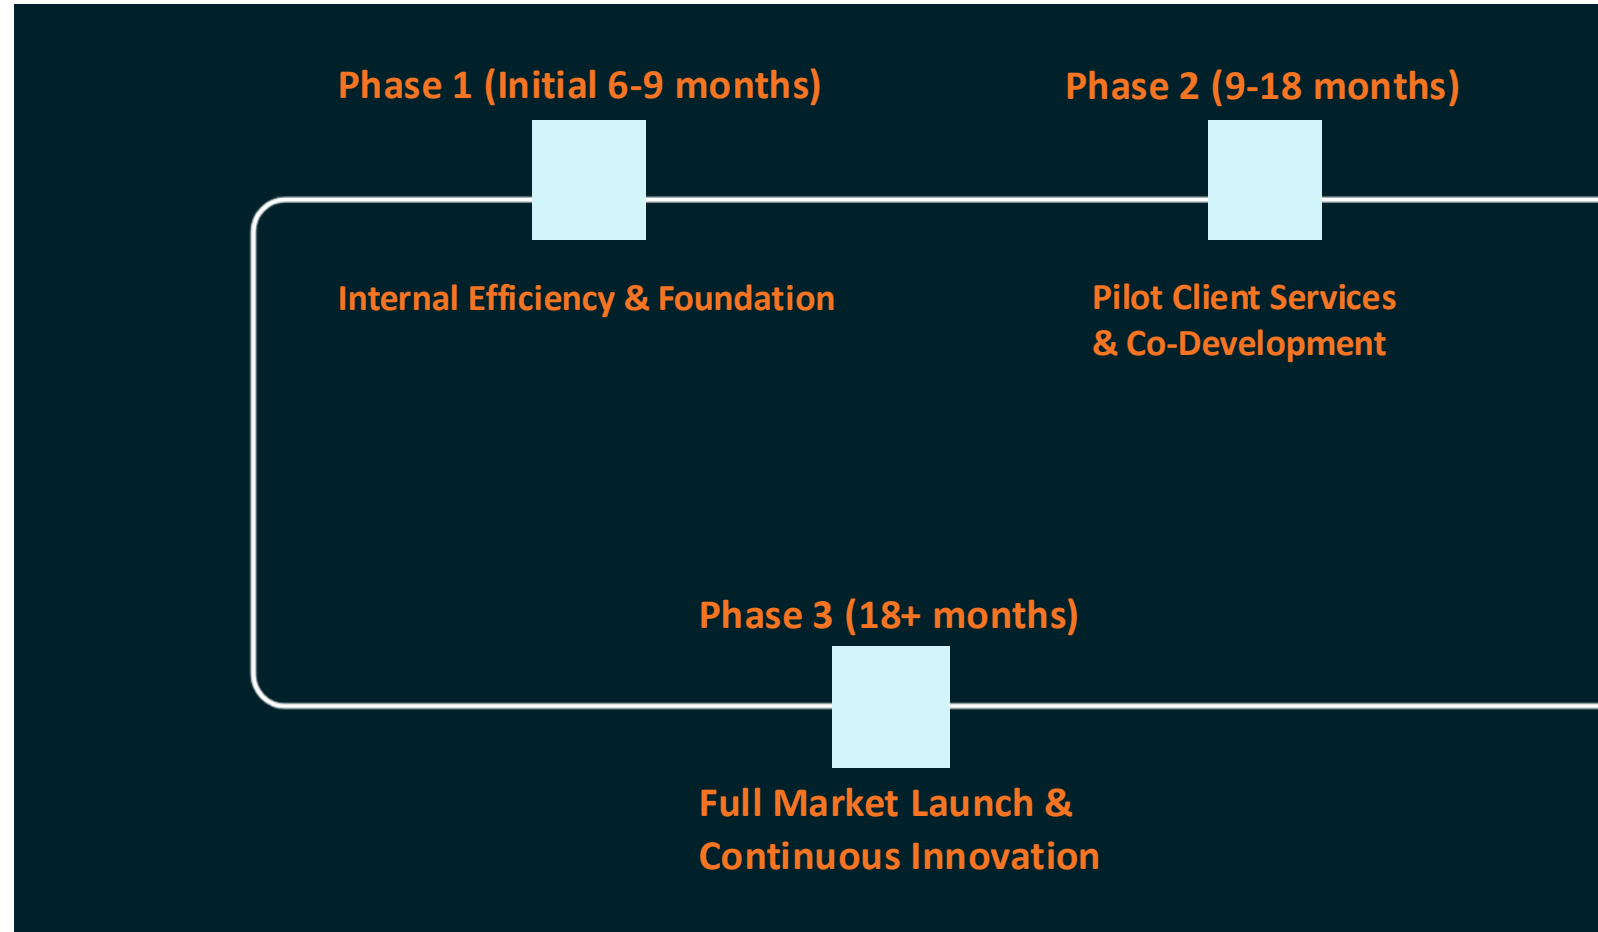 Phase 1 (Initial 6-9 months)
Phase 2 (9-18 months)
Internal Efficiency & Foundation
Pilot Client Services
& Co-Development
Phase 3 (18+ months)
Full Market Launch &
Continuous Innovation